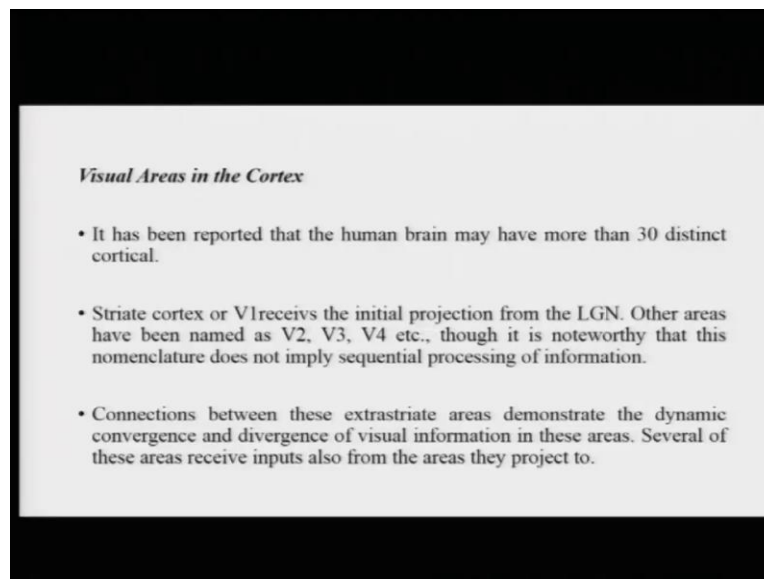 Visual Areas in the Cortex
• It has been reported that the human brain may have more than 30 distinct
cortical.
• Striate cortex or V1receivs the initial projection from the LGN. Other areas
have been named as V2, V3, V4 etc., though it is noteworthy that this
nomenclature does not imply sequential processing of information.
• Connections between these extrastriate areas demonstrate the dynamic
convergence and divergence of visual information in these areas. Several of
these areas receive inputs also from the areas they project to.